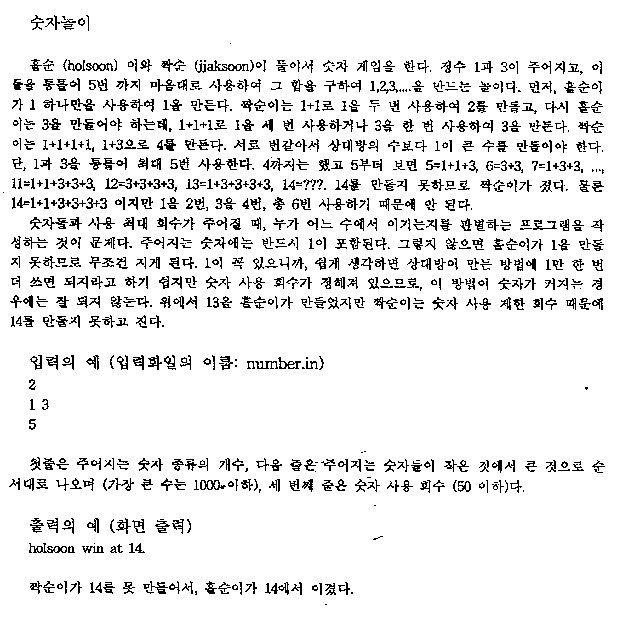 숫자놀이
홀순 (holsoon) 이와 짝순 (jjaksoon)이 둘이서 숫자 게임을 한다. 정수 1과 3이 주어지고, 이
들을 통틀어 5번 까지 마음대로 사용하여 그 합을 구하여 1,2,3,....을 만드는 놀이다. 먼저, 홀순이
가 1 하나만을 사용하여 1을 만든다. 짝순이는 1+1로 1을 두 번 사용하여 2를 만들고, 다시 홀순
이는 3을 만들어야 하는데, 1+1+1로 1을 세 번 사용하거나 3을 한 번 사용하여 3을 만든다. 짝순
이는 1+1+1+1, 1+3으로 4를 만든다. 서로 번갈아서 상대방의 수보다 1이 큰 수를 만들이야 한다.
단, 1과 3을 통틀어 최대 5번 사용한다. 4까지는 했고 5부터 보면 5=1+1+3, 6=3+3, 7=1+3+3, ...,
11=1+1+3+3+3, 12=3+3+3+3, 13=1+3+3+3+3, 14=???. 14를 만들지 못하므로 짝순이가 졌다. 물론
14=1+1+3+3+3+3 이지만 1을 2번, 3을 4번, 총 6번 사용하기 때문에 안 된다.
숫자들과 사용 최대 회수가 주어질 때, 누가 어느 수에서 이기는지를 판별하는 프로그램을 작
성하는 것이 문제다. 주어지는 숫자에는 반드시 1이 포함된다. 그렇지 않으면 홀순이가 1을 만들
지 못하므로 무조건 지게 된다. 1이 꼭 있으니까, 쉽게 생각하면 상대방이 만든 방법에 1만 한 번
더 쓰면 되지라고 하기 쉽지만 숫자 사용 회수가 정해져 있으므로, 이 방법이 숫자가 커지는 경
우에는 잘 되지 않는다. 위에서 13을 홀순이가 만들었지만 짝순이는 숫자 사용 제한 회수 때문에
14를 만들지 못하고 진다.
입력의 예 (입력화일의 이름: number.in)
2
1 3
5
첫줄은 주어지는 숫자 종류의 개수, 다음 줄은 주어지는 숫자들이 작은 것에서 큰 것으로 순
서대로 나오며 (가장 큰 수는 1000 이하), 세 번째 줄은 숫자 사용 회수 (50 이하)다.
출력의 예 (화면 출력)
holsoon win at 14.
짝순이가 14를 못 만들어서, 홀순이가 14에서 이겼다.